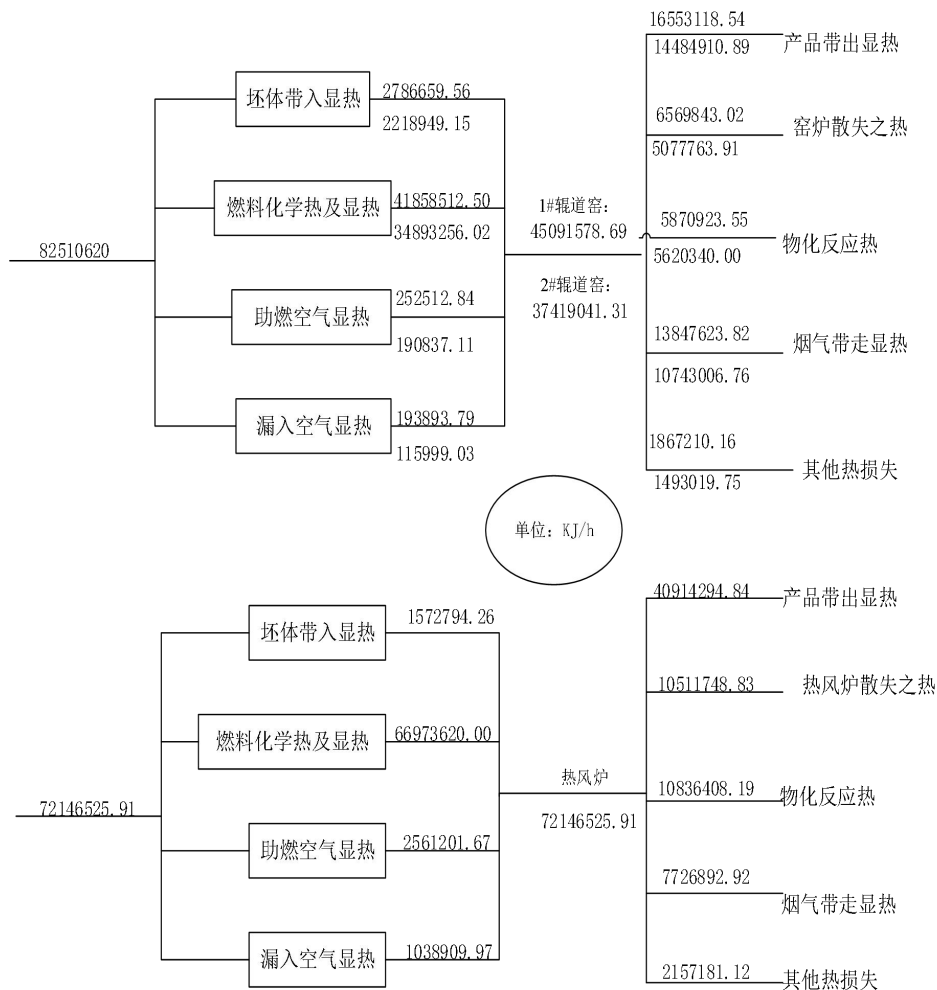 82510620
坯体带入显热
2786659.56
2218949.15
燃料化学热及显热
41858512.50
34893256.02
助燃空气显热
252512.84
190837.11
漏入空气显热
193893.79
115999.03
1#辊道窑：
45091578.69
2#辊道窑：
37419041.31
16553118.54
14484910.89
产品带出显热
6569843.02
5077763.91
窑炉散失之热
5870923.55
5620340.00
物化反应热
13847623.82
10743006.76
烟气带走显热
1867210.16
1493019.75
其他热损失
单位：KJ/h
72146525.91
坯体带入显热
1572794.26
燃料化学热及显热
66973620.00
助燃空气显热
2561201.67
漏入空气显热
1038909.97
热风炉
72146525.91
40914294.84
产品带出显热
10511748.83
热风炉散失之热
10836408.19
物化反应热
7726892.92
烟气带走显热
2157181.12
其他热损失